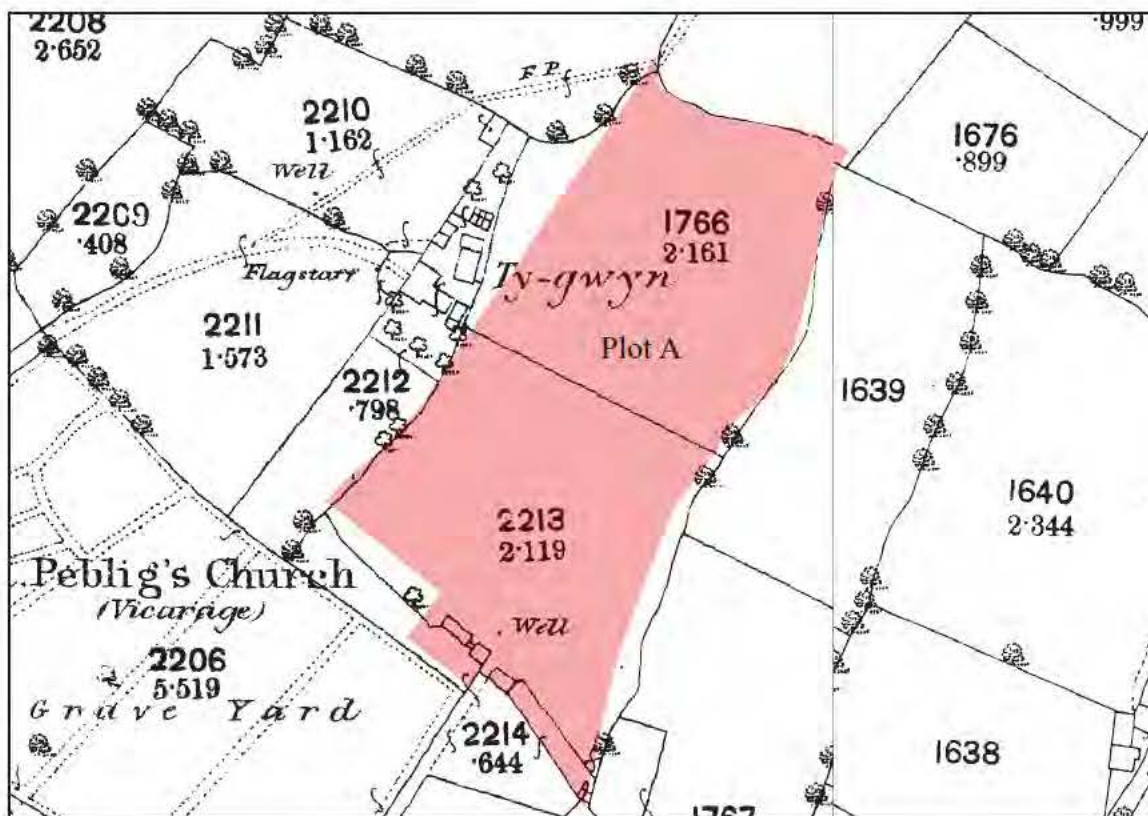 2208
2·652
·999
F P
2210
1·162
1676
·899
Well
2209
·408
1766
2·161
Flagstaff
Ty-gwyn
2211
1·573
Plot A
2212
·798
1639
1640
2·344
2213
2·119
Peblig's Church
(Vicarage)
Well
2206
5·519
Grave Yard
2214
·644
1638
1767